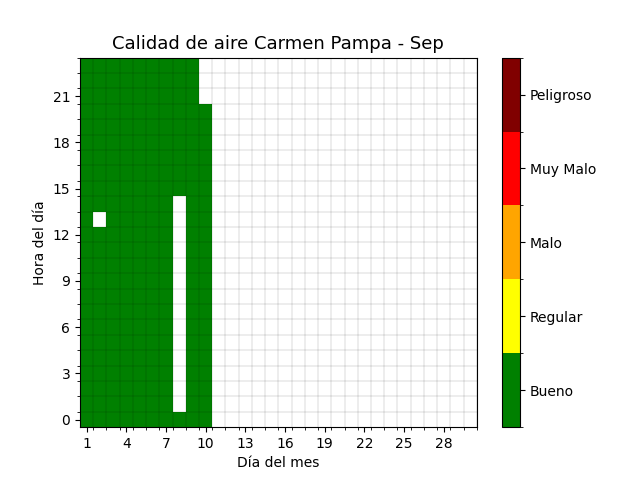 Calidad de aire Carmen Pampa - Sep
21
18
15
12
9
6
3
0
Hora del día
1 4 7 10 13 16 19 22 25 28
Día del mes
Peligroso
Muy Malo
Malo
Regular
Bueno